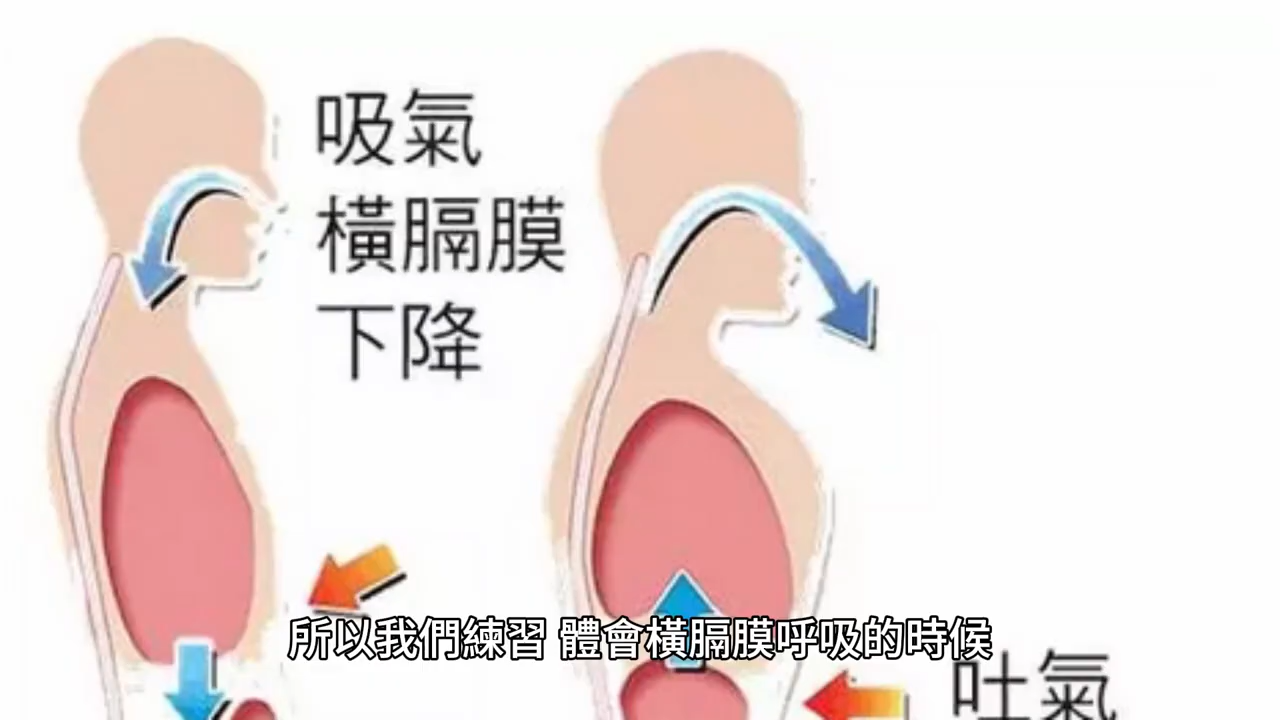 吸氣
橫膈膜
下降
所以我們練習 體會橫膈膜呼吸的時候
吐氣